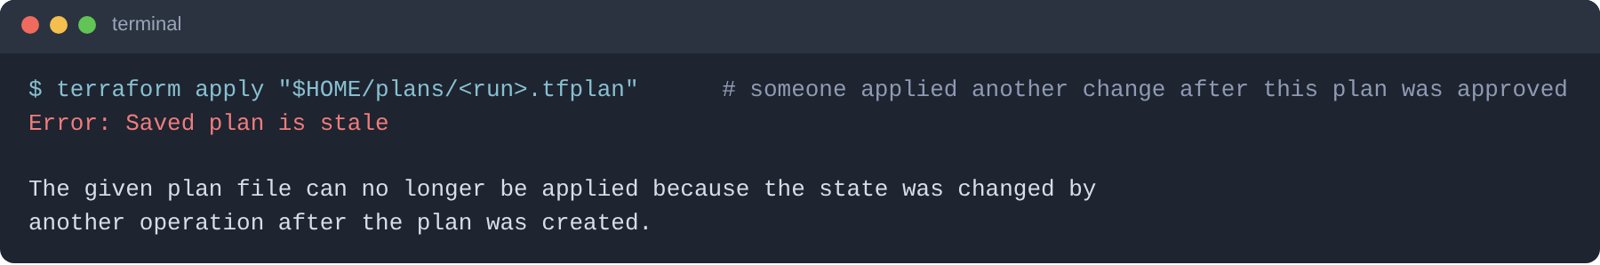 terminal
$ terraform apply "$HOME/plans/<run>.tfplan"      # someone applied another change after this plan was approved
Error: Saved plan is stale
The given plan file can no longer be applied because the state was changed by
another operation after the plan was created.